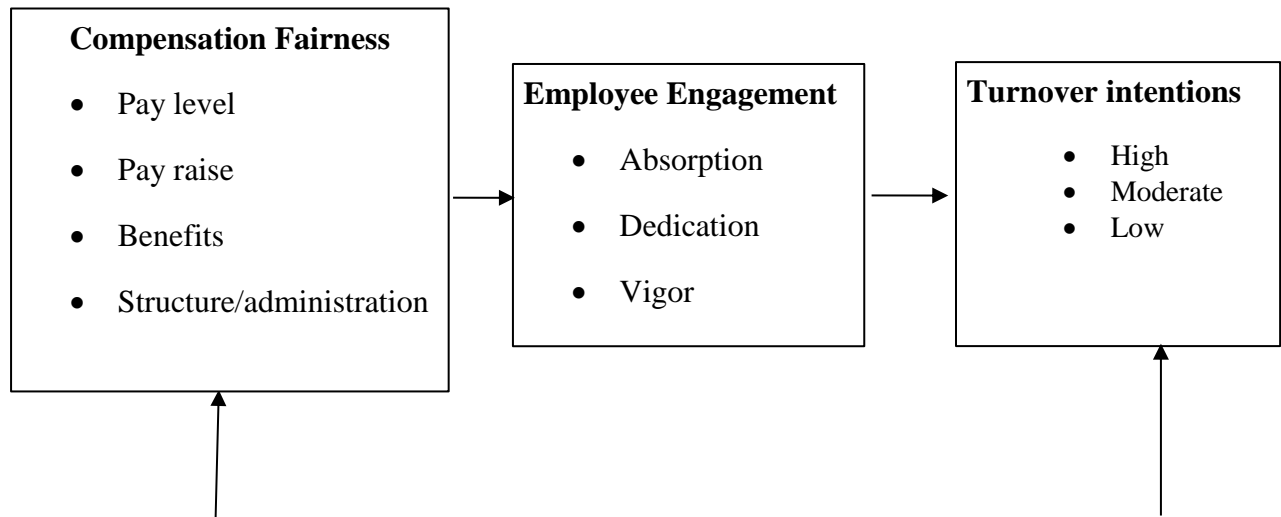 Compensation Fairness
• Pay level
• Pay raise
• Benefits
• Structure/administration
Employee Engagement
• Absorption
• Dedication
• Vigor
Turnover intentions
• High
• Moderate
• Low